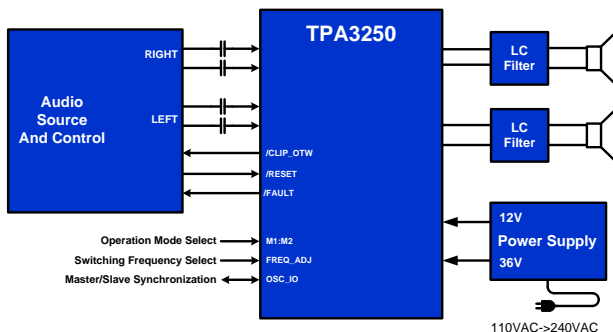 TPA3250
RIGHT
LC
Filter
Audio
Source
And Control
LEFT
LC
Filter
/CLIP_OTW
/RESET
/FAULT
12V
Power Supply
36V
Operation Mode Select
M1:M2
Switching Frequency Select
FREQ_ADJ
Master/Slave Synchronization
OSC_IO
110VAC->240VAC